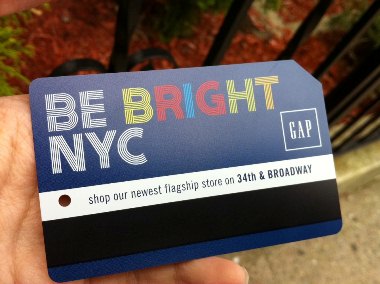 BE BRIGHT
NYC
GAP
shop our newest flagship store on 34th & BROADWAY